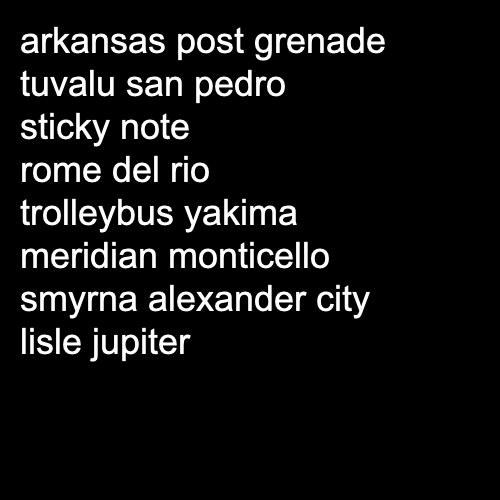 arkansas post grenade
tuvalu san pedro
sticky note
rome del rio
trolleybus yakima
meridian monticello
smyrna alexander city
lisle jupiter